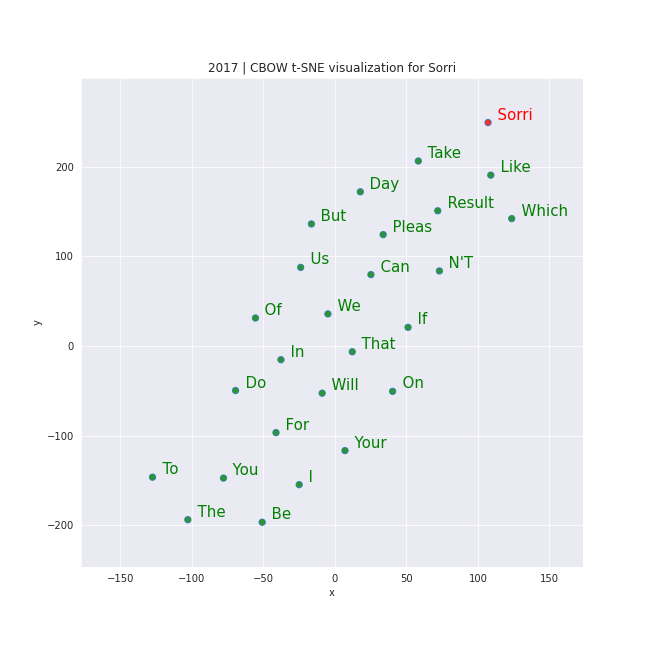 2017 | CBOW t-SNE visualization for Sorri
Sorri
Take
Like
Day
Result
Which
But
Pleas
Us
Can
N'T
Of
We
If
In
That
Do
Will
On
For
Your
To
You
I
The
Be
200
100
0
−100
−200
y
−150
−100
−50
0
50
100
150
x